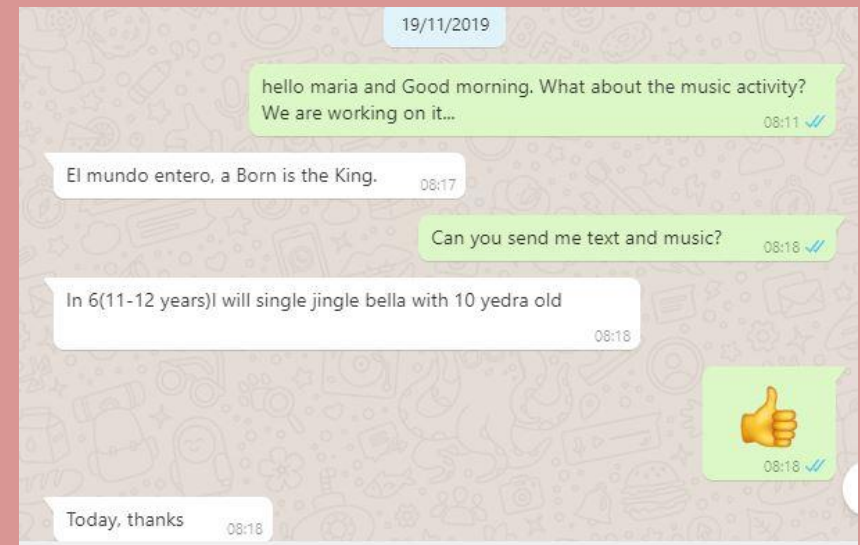 19/11/2019
hello maria and Good morning. What about the music activity?
We are working on it...
08:11
El mundo entero, a Born is the King.
08:17
Can you send me text and music?
08:18
In 6(11-12 years)I will single jingle bella with 10 yedra old
08:18
08:18
Today, thanks
08:18